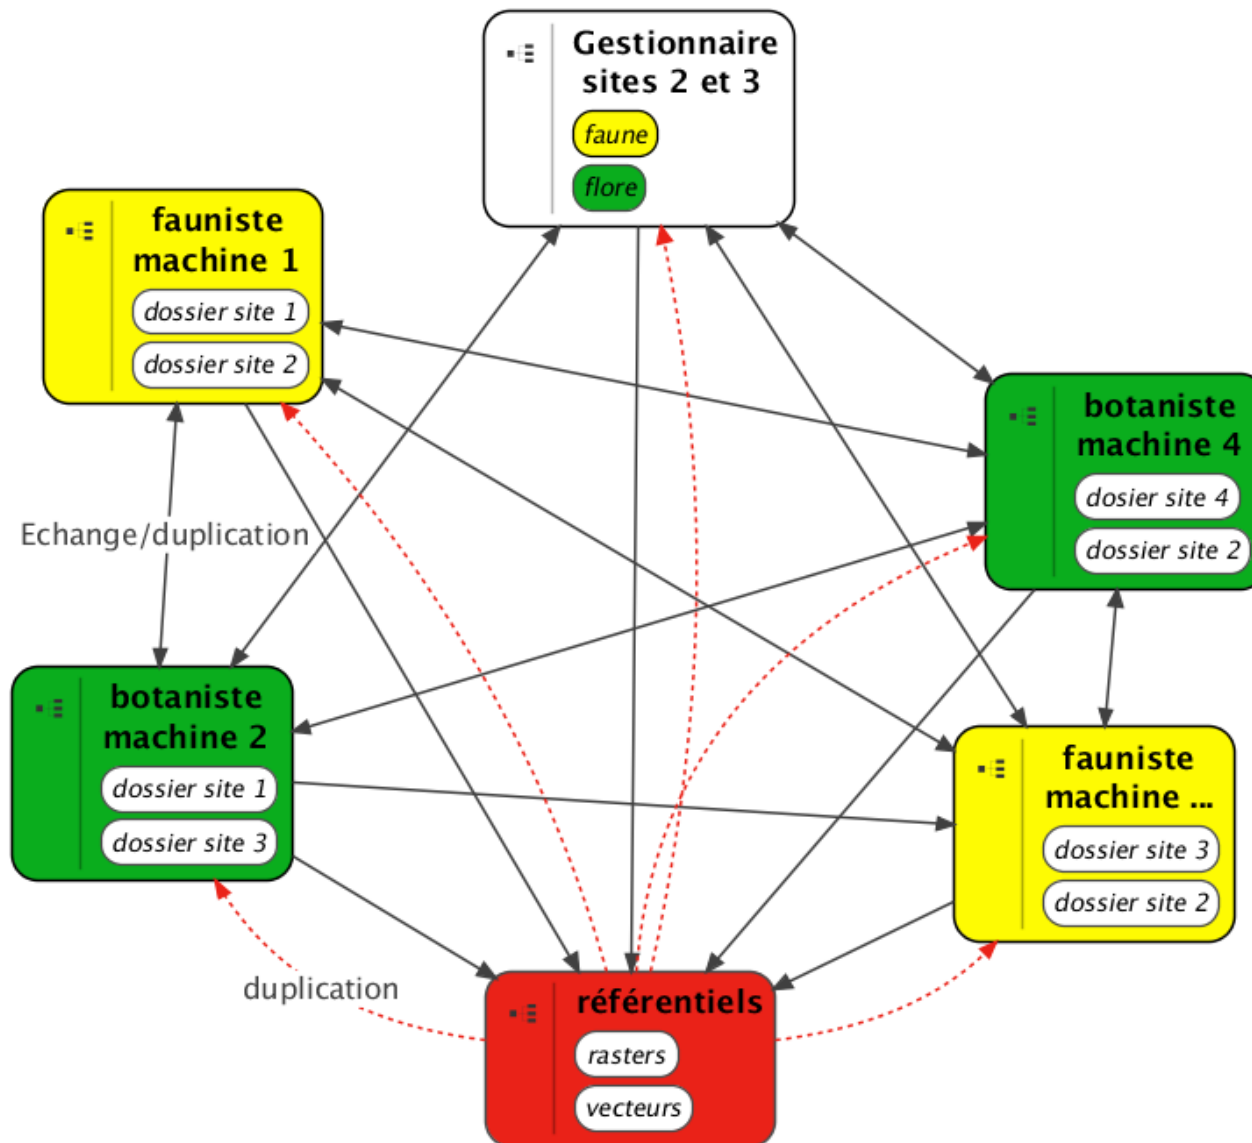 Gestionnaire
sites 2 et 3
faune
flore
fauniste
machine 1
dossier site 1
dossier site 2
botaniste
machine 4
dosier site 4
dossier site 2
Echange/duplication
botaniste
machine 2
dossier site 1
dossier site 3
fauniste
machine ...
dossier site 3
dossier site 2
duplication
référentiels
rasters
vecteurs